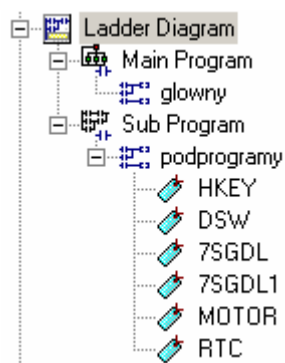 Ladder Diagram
Main Program
glowny
Sub Program
podprogramy
HKEY
DSW
7SGDL
7SGDL1
MOTOR
RTC